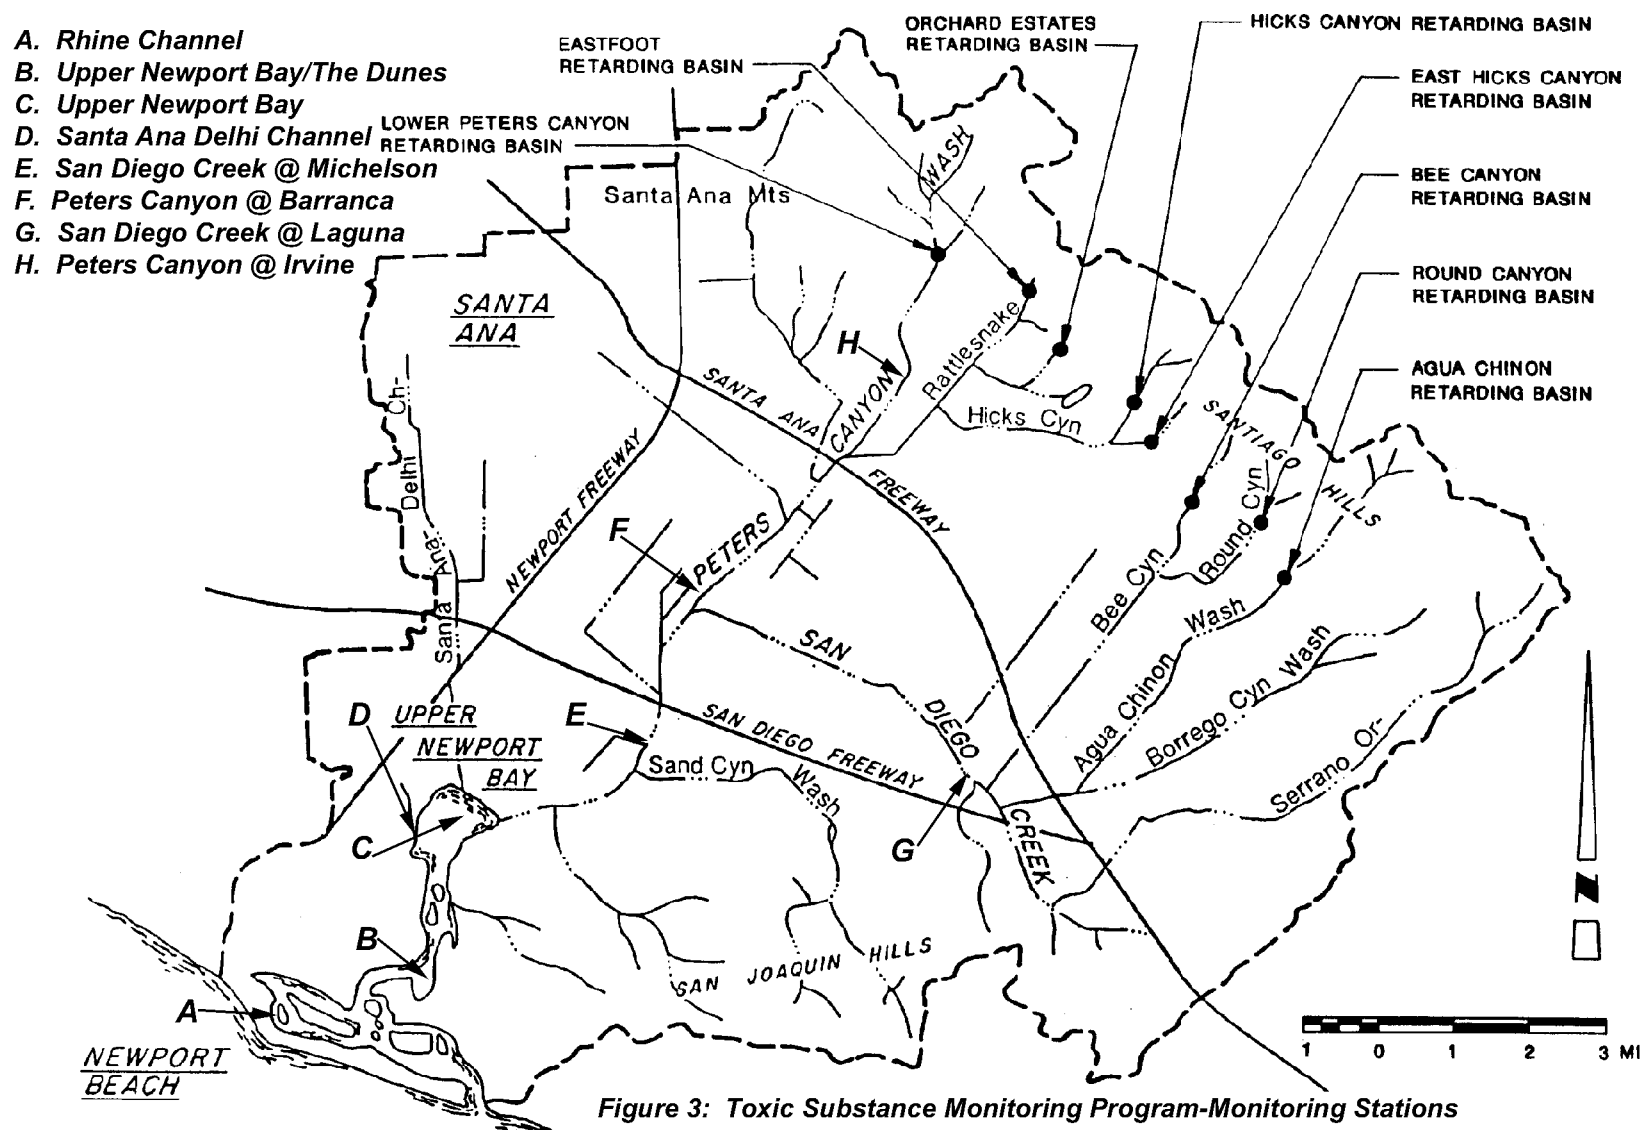 A. Rhine Channel
B. Upper Newport Bay/The Dunes
C. Upper Newport Bay
D. Santa Ana Delhi Channel
E. San Diego Creek @ Michelson
F. Peters Canyon @ Barranca
G. San Diego Creek @ Laguna
H. Peters Canyon @ Irvine
EASTFOOT
RETARDING BASIN
ORCHARD ESTATES
RETARDING BASIN
HICKS CANYON RETARDING BASIN
EAST HICKS CANYON
RETARDING BASIN
LOWER PETERS CANYON
RETARDING BASIN
BEE CANYON
RETARDING BASIN
ROUND CANYON
RETARDING BASIN
AGUA CHINON
RETARDING BASIN
WASH
Santa Ana Mts
SANTA
ANA
H
Rattlesnake
CANYON
Hicks Cyn
SANTA ANA
FREEWAY
SANTIAGO
HILLS
Santa Ana-
Delhi Ch-
NEWPORT FREEWAY
F
PETERS
Round Cyn
Bee Cyn
Agua Chinon
Wash
Borrego Cyn Wash
Serrano Or-
SAN
DIEGO
CREEK
D
UPPER
NEWPORT
BAY
E
SAN DIEGO FREEWAY
Sand Cyn
Wash
C
G
B
A
SAN JOAQUIN HILLS
NEWPORT
BEACH
N
1 0 1 2 3 MI
Figure 3: Toxic Substance Monitoring Program-Monitoring Stations